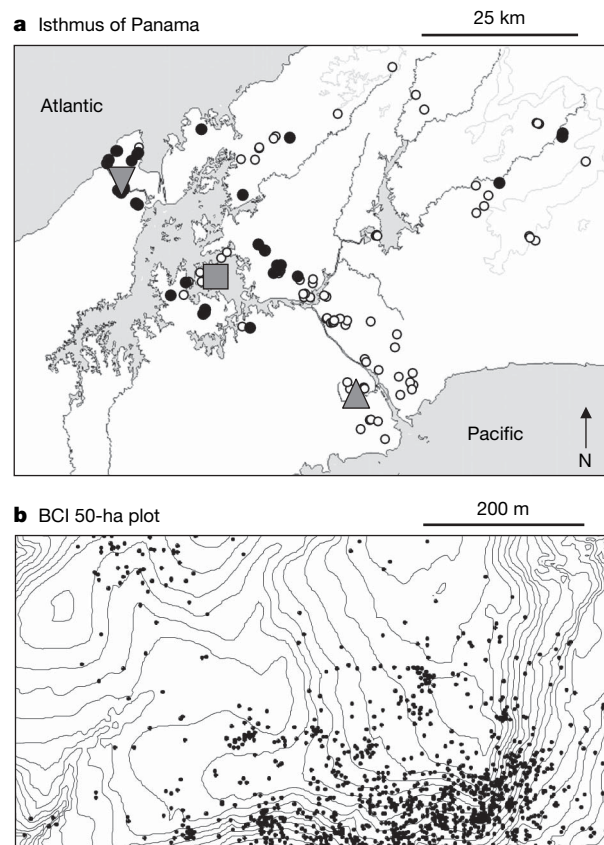 a Isthmus of Panama
25 km
Atlantic
Pacific
N
b BCI 50-ha plot
200 m